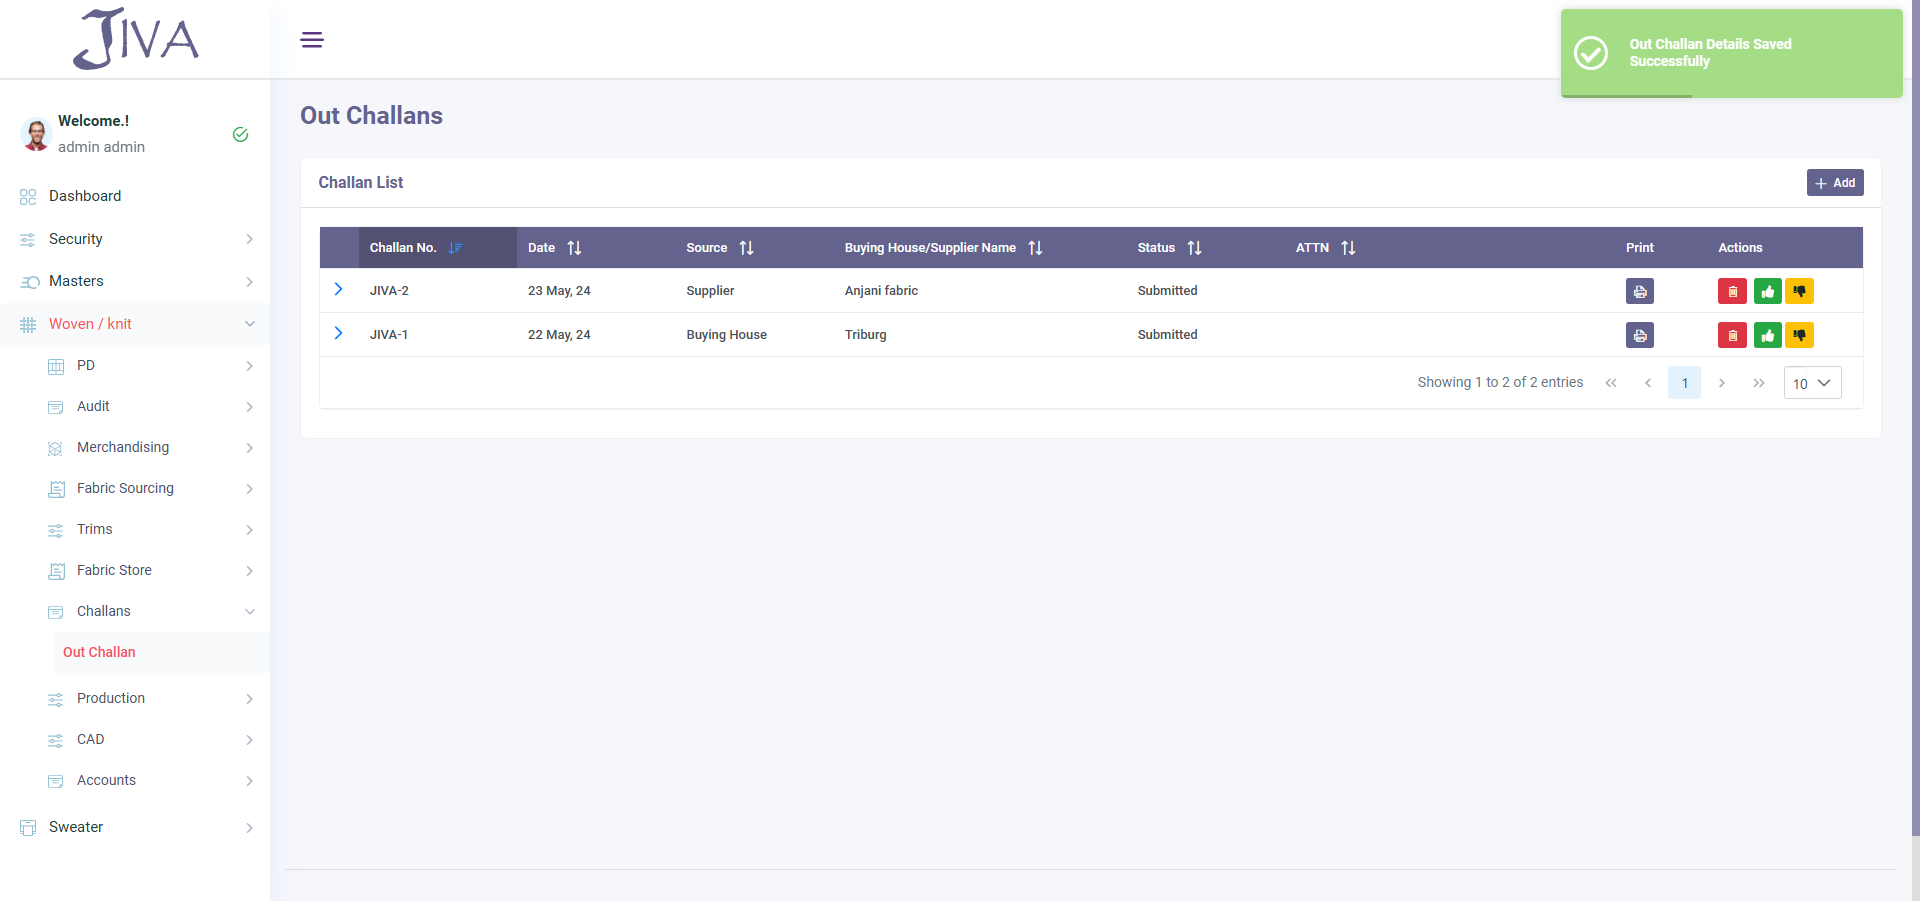 JIVA
Out Challan Details Saved
Successfully
Welcome.!
admin admin
Dashboard
Security
Masters
Woven / knit
PD
Audit
Merchandising
Fabric Sourcing
Trims
Fabric Store
Challans
Out Challan
Production
CAD
Accounts
Sweater
Out Challans
Challan List
Add
Challan No. Date Source Buying House/Supplier Name Status ATTN Print Actions
JIVA-2 23 May, 24 Supplier Anjani fabric Submitted
JIVA-1 22 May, 24 Buying House Triburg Submitted
Showing 1 to 2 of 2 entries 1 10